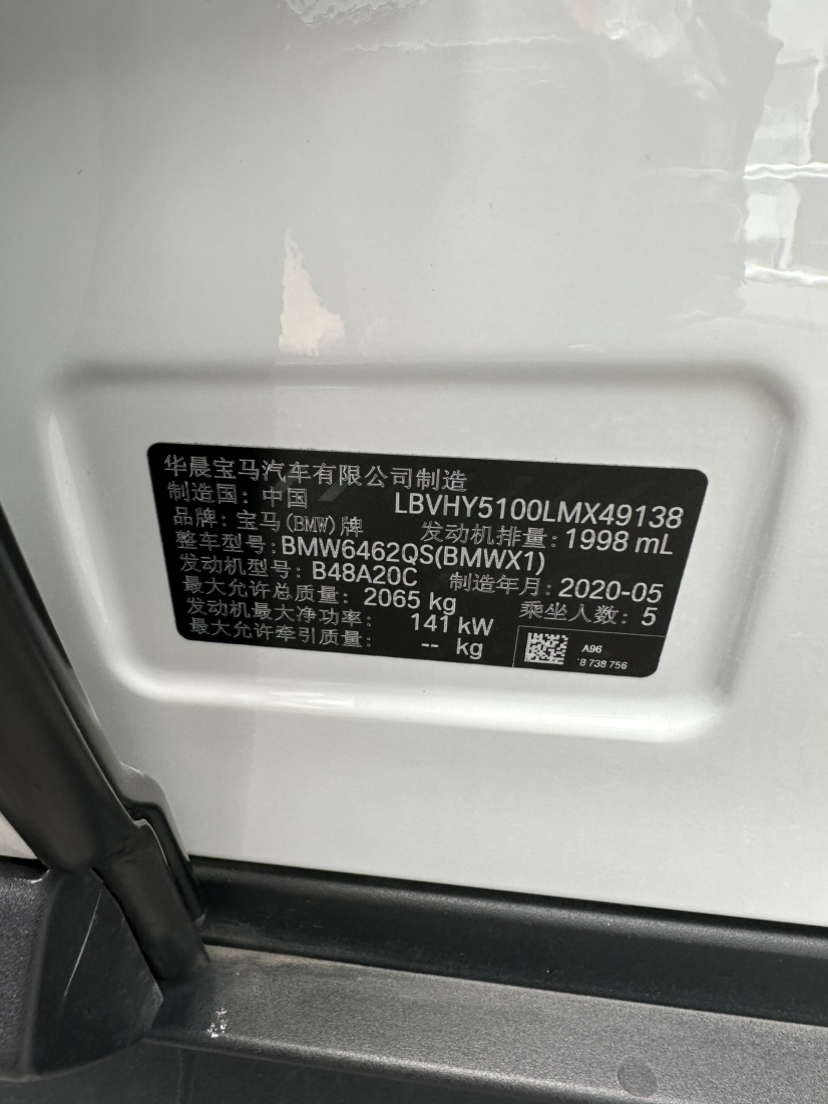 华晨宝马汽车有限公司制造
制造国: 中国 LBVHY5100LMX49138
品牌: 宝马(BMW)牌 发动机排量: 1998 mL
整车型号: BMW6462QS(BMWX1)
发动机型号: B48A20C 制造年月: 2020-05
最大允许总质量: 2065 kg 乘坐人数: 5
发动机最大净功率: 141 kW
最大允许牵引质量: -- kg
A96
8 738 756